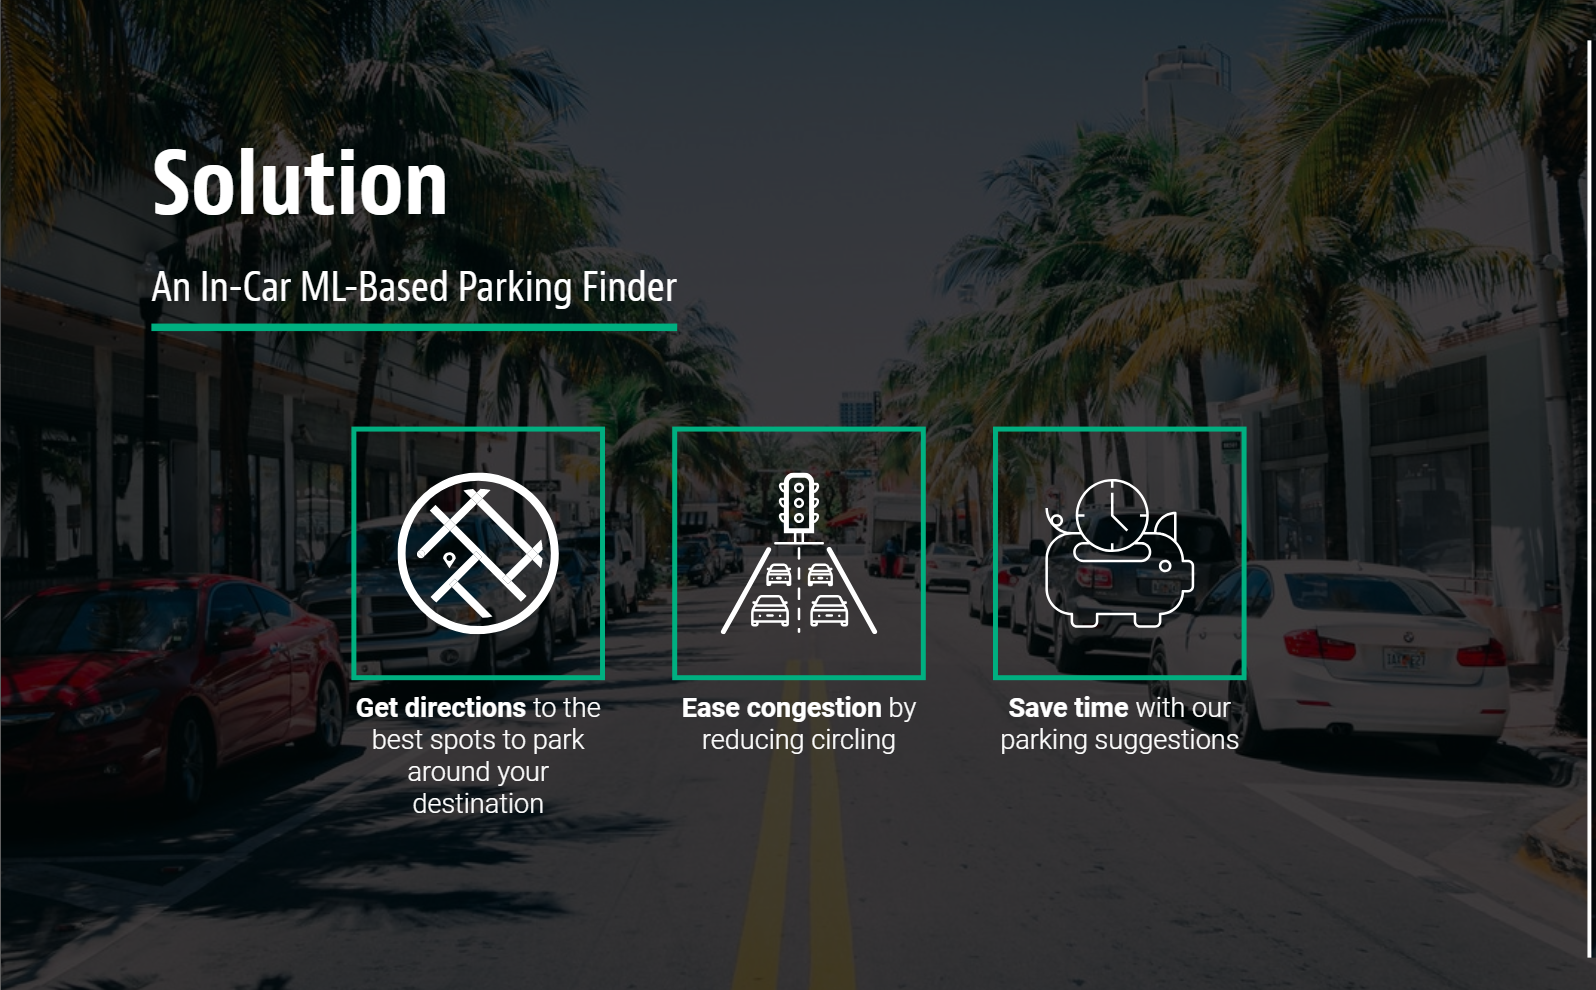 Solution
An In-Car ML-Based Parking Finder
Get directions to the
best spots to park
around your
destination
Ease congestion by
reducing circling
Save time with our
parking suggestions